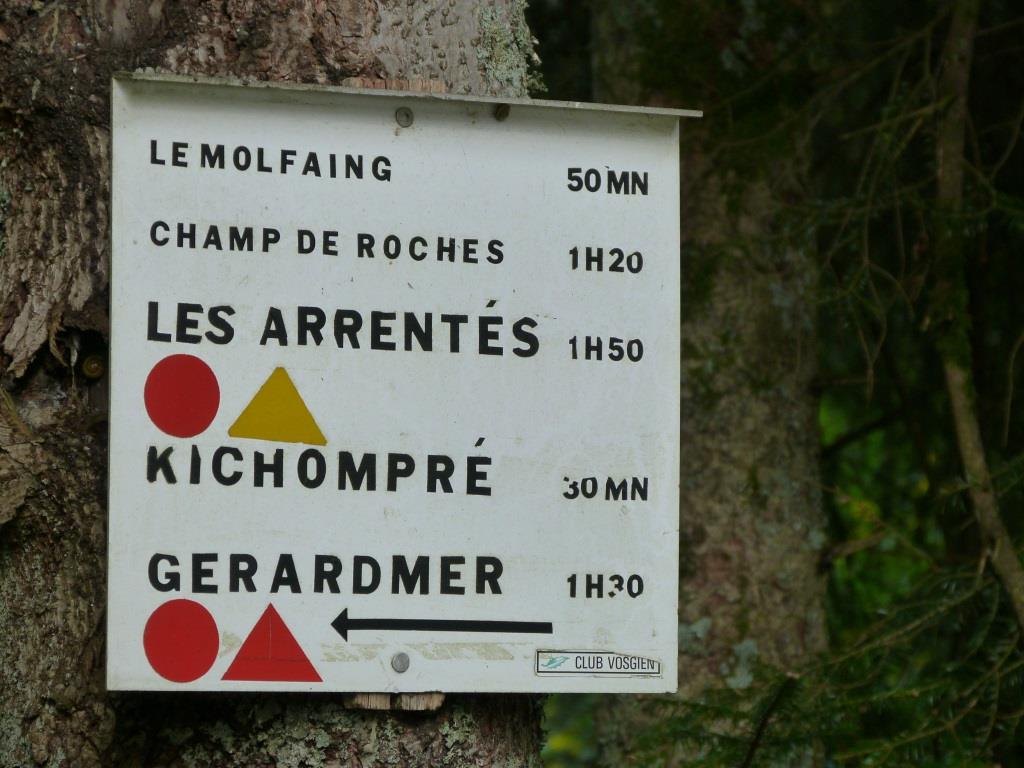 LE MOLFAING 50 MN
CHAMP DE ROCHES 1H20
LES ARRENTÉS 1H50
KICHOMPRÉ 30 MN
GERARDMER 1H30
CLUB VOSGIEN